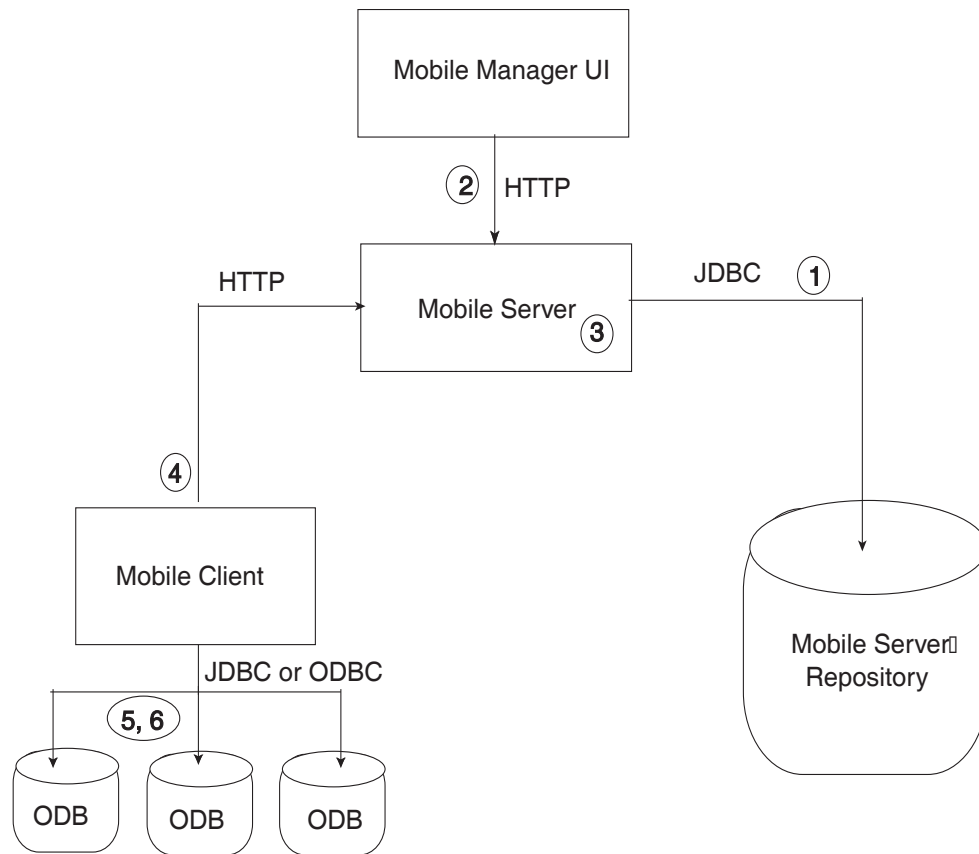 Mobile Manager UI
2
HTTP
HTTP
JDBC
1
Mobile Server
3
4
Mobile Client
Mobile Server
Repository
JDBC or ODBC
5, 6
ODB
ODB
ODB